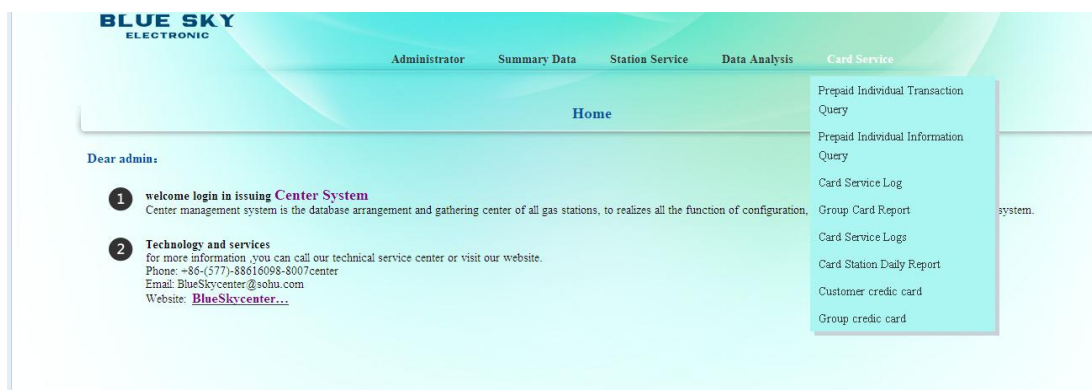 BLUE SKY
ELECTRONIC
Administrator Summary Data Station Service Data Analysis Card Service
Home
Prepaid Individual Transaction
Query
Prepaid Individual Information
Query
Card Service Log
Group Card Report
Card Service Logs
Card Station Daily Report
Customer credic card
Group credic card
Dear admin:
1 welcome login in issuing Center System
Center management system is the database arrangement and gathering center of all gas stations, to realizes all the function of configuration, system.
2 Technology and services
for more information ,you can call our technical service center or visit our website.
Phone: +86-(577)-88616098-8007center
Email: BlueSkycenter@sohu.com
Website: BlueSkycenter...